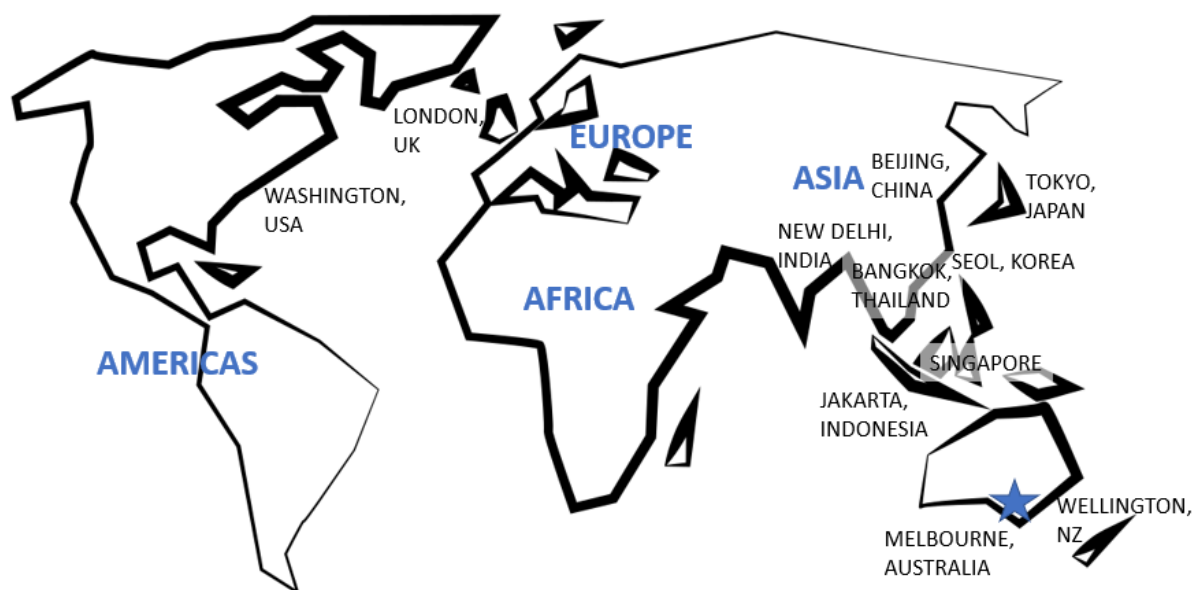 LONDON,
UK
EUROPE
WASHINGTON,
USA
ASIA
BEIJING,
CHINA
TOKYO,
JAPAN
NEW DELHI,
INDIA
BANGKOK,
THAILAND
SEOL, KOREA
AFRICA
AMERICAS
SINGAPORE
JAKARTA,
INDONESIA
WELLINGTON,
NZ
MELBOURNE,
AUSTRALIA